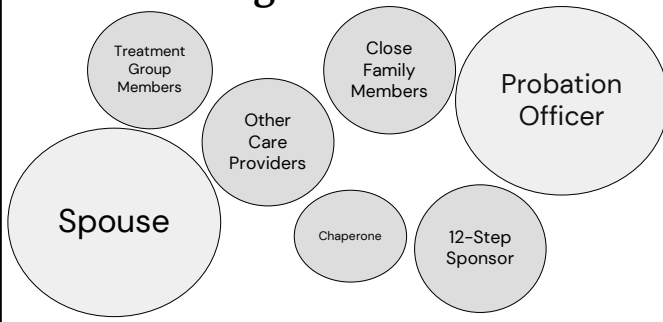 Treatment
Group
Members
Close
Family
Members
Probation
Officer
Other
Care
Providers
Spouse
Chaperone
12-Step
Sponsor